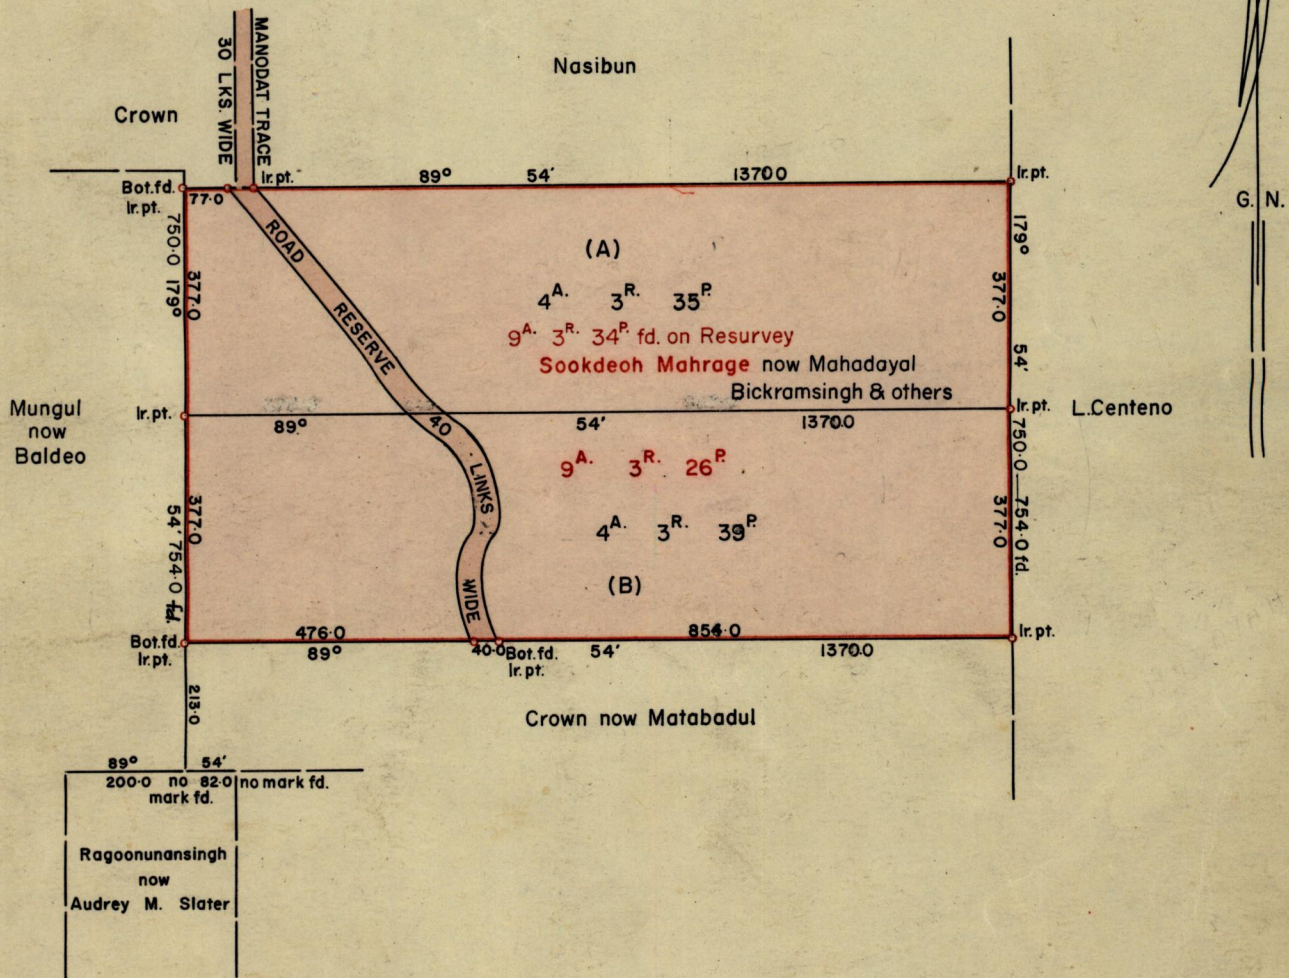 MANODAT TRACE
30 LKS. WIDE
Nasibun
Crown
G. N.
Bot.fd.
Ir.pt.
77·0
Ir.pt.
89° 54' 1370·0
Ir.pt.
750·0 179°
377·0
ROAD
RESERVE
(A)
4A. 3R. 35P.
9A. 3R. 34P. fd. on Resurvey
Sookdeoh Mahrage now Mahadayal
Bickramsingh & others
179°
377·0
54'
Mungul
now
Baldeo
Ir.pt.
89° 54' 1370·0
Ir.pt.
L.Centeno
40
LINKS
WIDE
9A. 3R. 26P.
4A. 3R. 39P.
(B)
377·0
54' 754·0 fd.
377·0
750·0 754·0 fd.
Bot.fd.
Ir.pt.
476·0
89°
40·0
Bot.fd.
Ir.pt.
854·0
54' 1370·0
Ir.pt.
213·0
Crown now Matabadul
89° 54'
200·0 no 82·0 no mark fd.
mark fd.
Ragoonunansingh
now
Audrey M. Slater